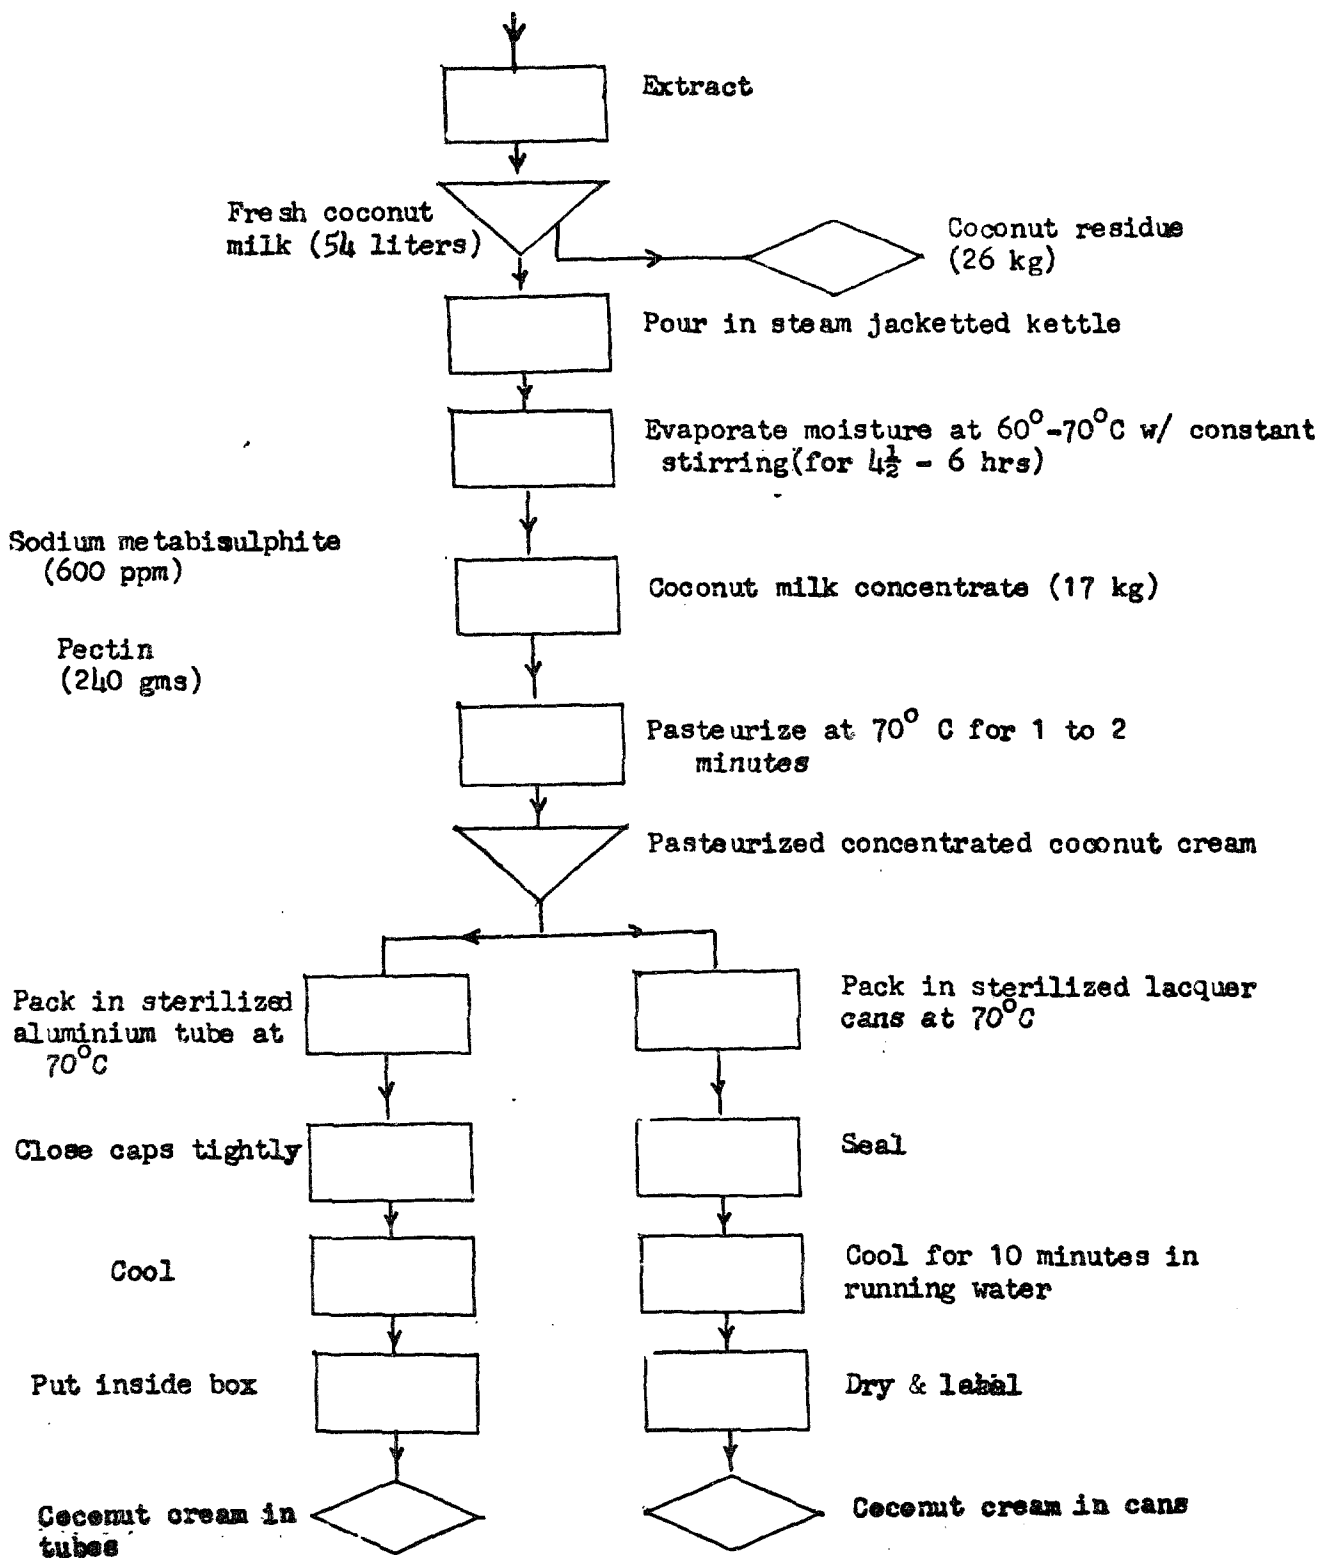 Extract
Fresh coconut
milk (54 liters)
Coconut residue
(26 kg)
Pour in steam jacketted kettle
Evaporate moisture at 60°-70°C w/ constant
stirring(for 4½ - 6 hrs)
Sodium metabisulphite
(600 ppm)
Coconut milk concentrate (17 kg)
Pectin
(240 gms)
Pasteurize at 70° C for 1 to 2
minutes
Pasteurized concentrated coconut cream
Pack in sterilized
aluminium tube at
70°C
Pack in sterilized lacquer
cans at 70°C
Close caps tightly
Seal
Cool
Cool for 10 minutes in
running water
Put inside box
Dry & label
Coconut cream in
tubes
Coconut cream in cans